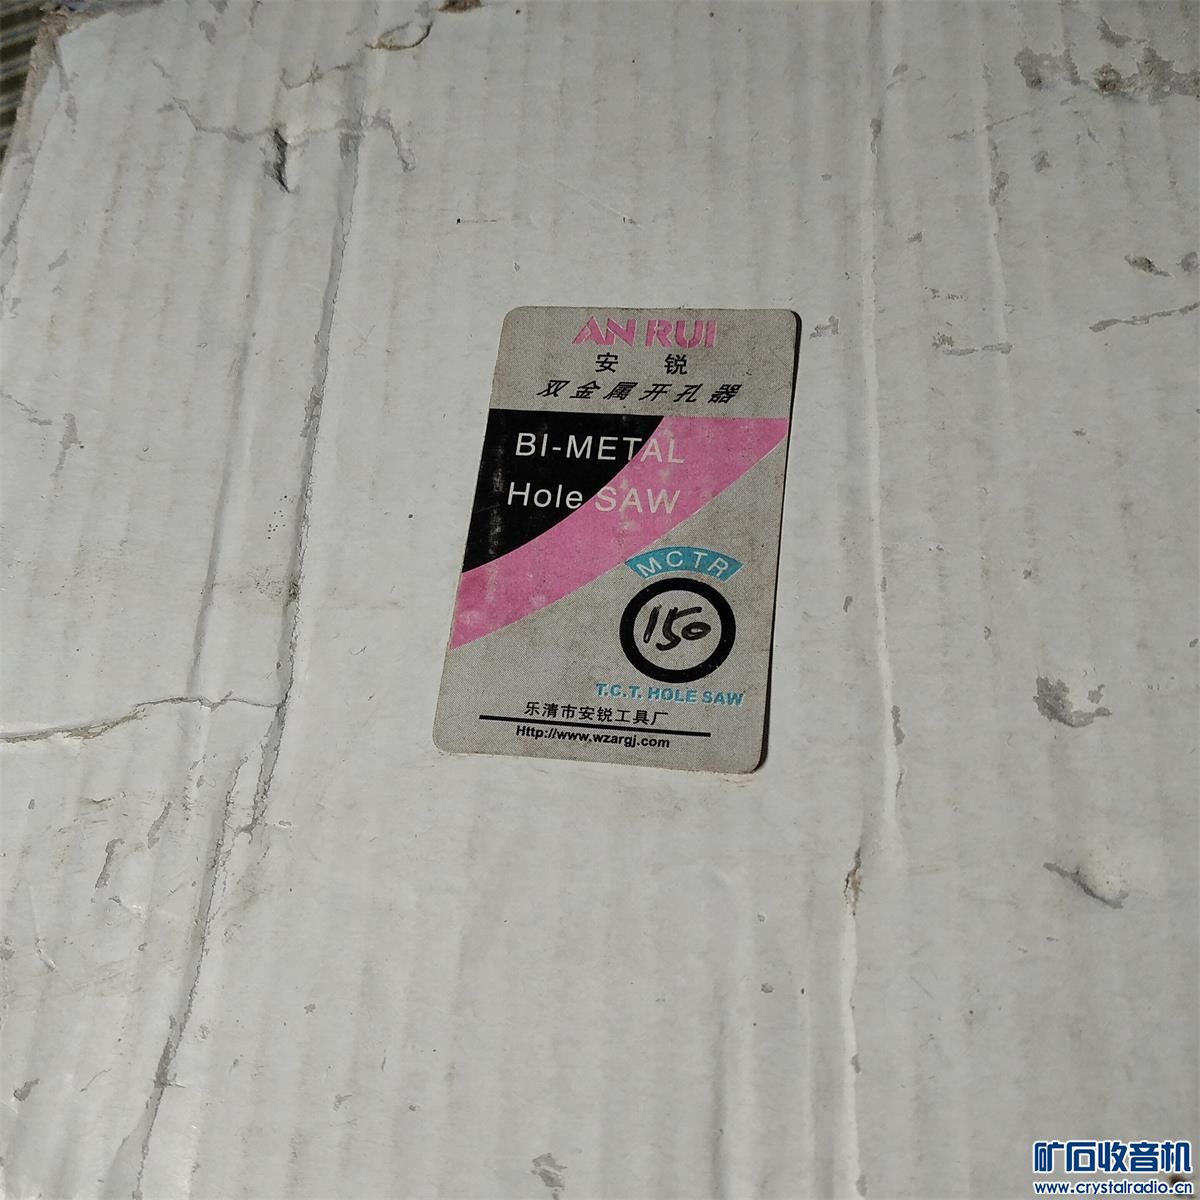 AN RUI
安 锐
双金属开孔器
BI-METAL
Hole SAW
MCTR
150
T.C.T. HOLE SAW
乐清市安锐工具厂
Http://www.wzargj.com
矿石收音机
www.crystalradio.cn